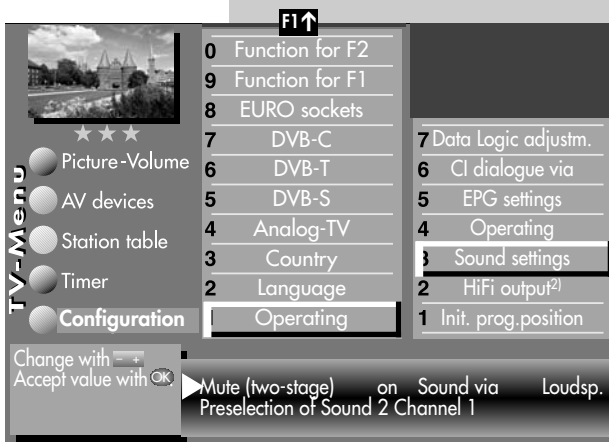 F1↑
0 Function for F2
9 Function for F1
8 EURO sockets
7 DVB-C
6 DVB-T
5 DVB-S
4 Analog-TV
3 Country
2 Language
Operating
7 Data Logic adjustm.
6 CI dialogue via
5 EPG settings
4 Operating
3 Sound settings
2 HiFi output2)
1 Init. prog.position
TV-Menu
Picture-Volume
AV devices
Station table
Timer
Configuration
Change with - +
Accept value with OK
Mute (two-stage) on Sound via Loudsp.
Preselection of Sound 2 Channel 1